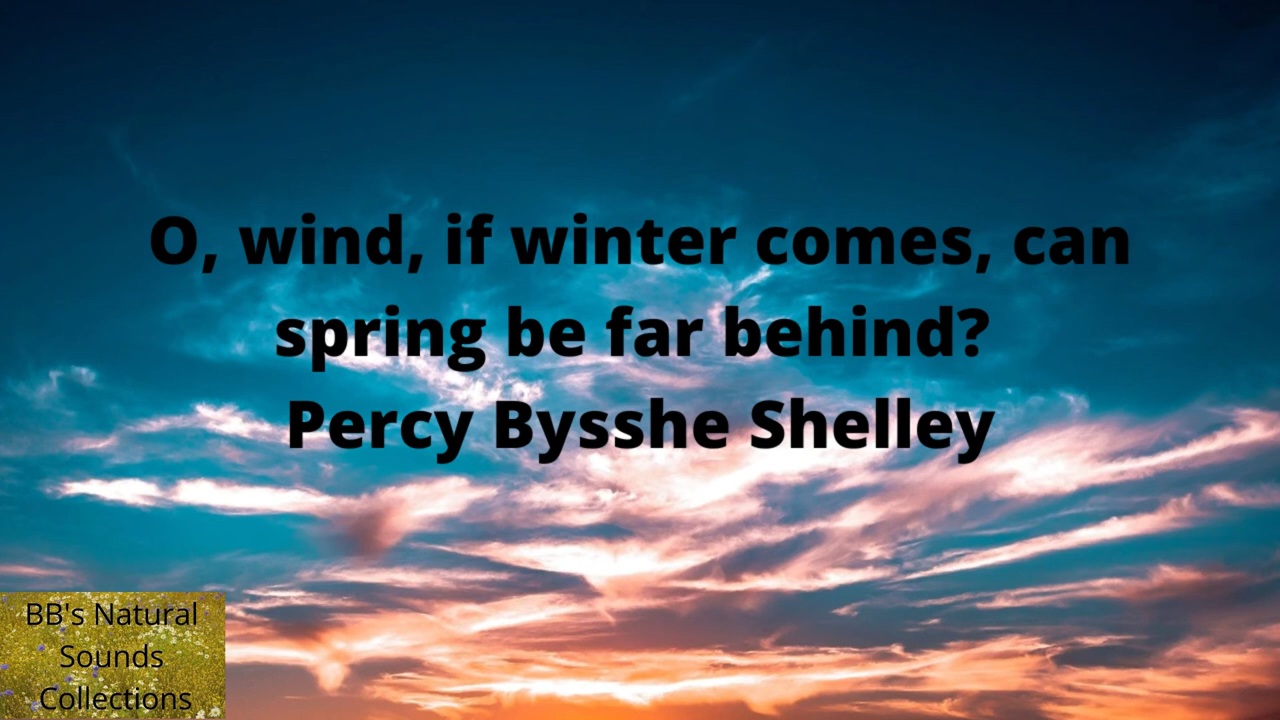 O, wind, if winter comes, can
spring be far behind?
Percy Bysshe Shelley
BB's Natural
Sounds
Collections